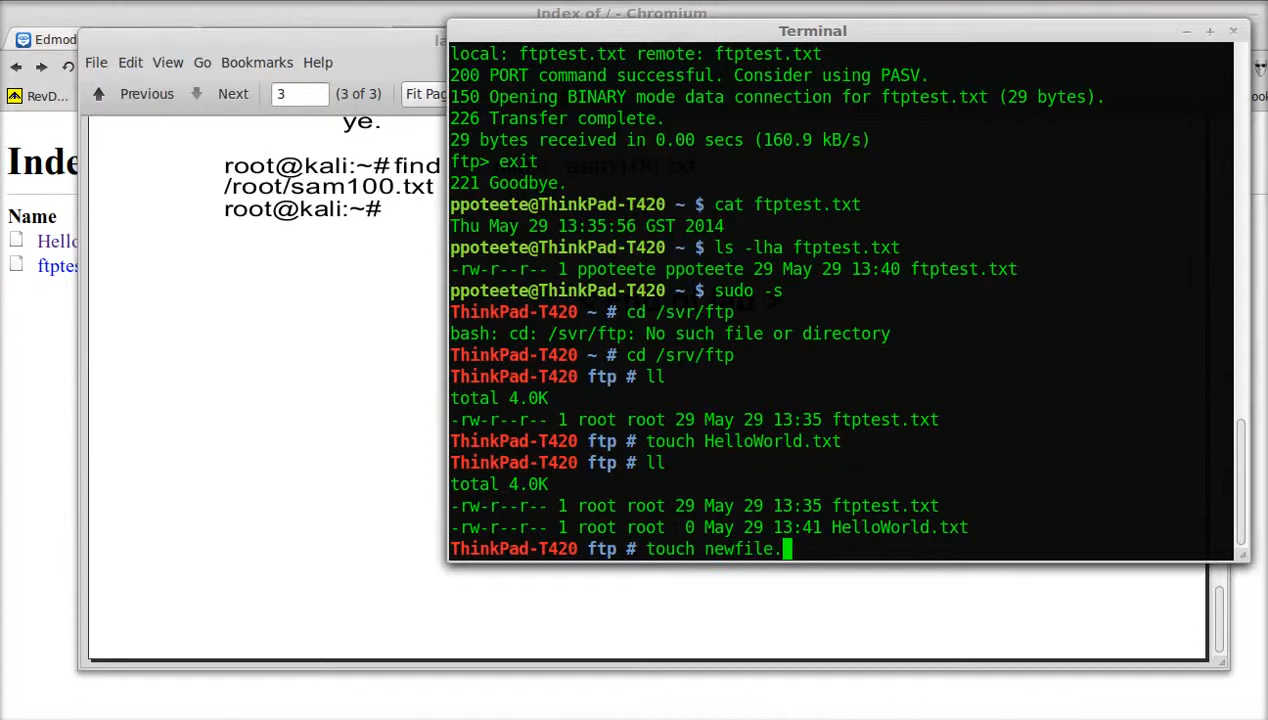 Index of / - Chromium
Edmod
RevD...
Inde
Name
Hello
ftptes
File Edit View Go Bookmarks Help
Previous Next 3 (3 of 3) Fit Pag
ye.
root@kali:~# find
/root/sam100.txt
root@kali:~#
Terminal
local: ftptest.txt remote: ftptest.txt
200 PORT command successful. Consider using PASV.
150 Opening BINARY mode data connection for ftptest.txt (29 bytes).
226 Transfer complete.
29 bytes received in 0.00 secs (160.9 kB/s)
ftp> exit
221 Goodbye.
ppoteete@ThinkPad-T420 ~ $ cat ftptest.txt
Thu May 29 13:35:56 GST 2014
ppoteete@ThinkPad-T420 ~ $ ls -lha ftptest.txt
-rw-r--r-- 1 ppoteete ppoteete 29 May 29 13:40 ftptest.txt
ppoteete@ThinkPad-T420 ~ $ sudo -s
ThinkPad-T420 ~ # cd /svr/ftp
bash: cd: /svr/ftp: No such file or directory
ThinkPad-T420 ~ # cd /srv/ftp
ThinkPad-T420 ftp # ll
total 4.0K
-rw-r--r-- 1 root root 29 May 29 13:35 ftptest.txt
ThinkPad-T420 ftp # touch HelloWorld.txt
ThinkPad-T420 ftp # ll
total 4.0K
-rw-r--r-- 1 root root 29 May 29 13:35 ftptest.txt
-rw-r--r-- 1 root root  0 May 29 13:41 HelloWorld.txt
ThinkPad-T420 ftp # touch newfile.